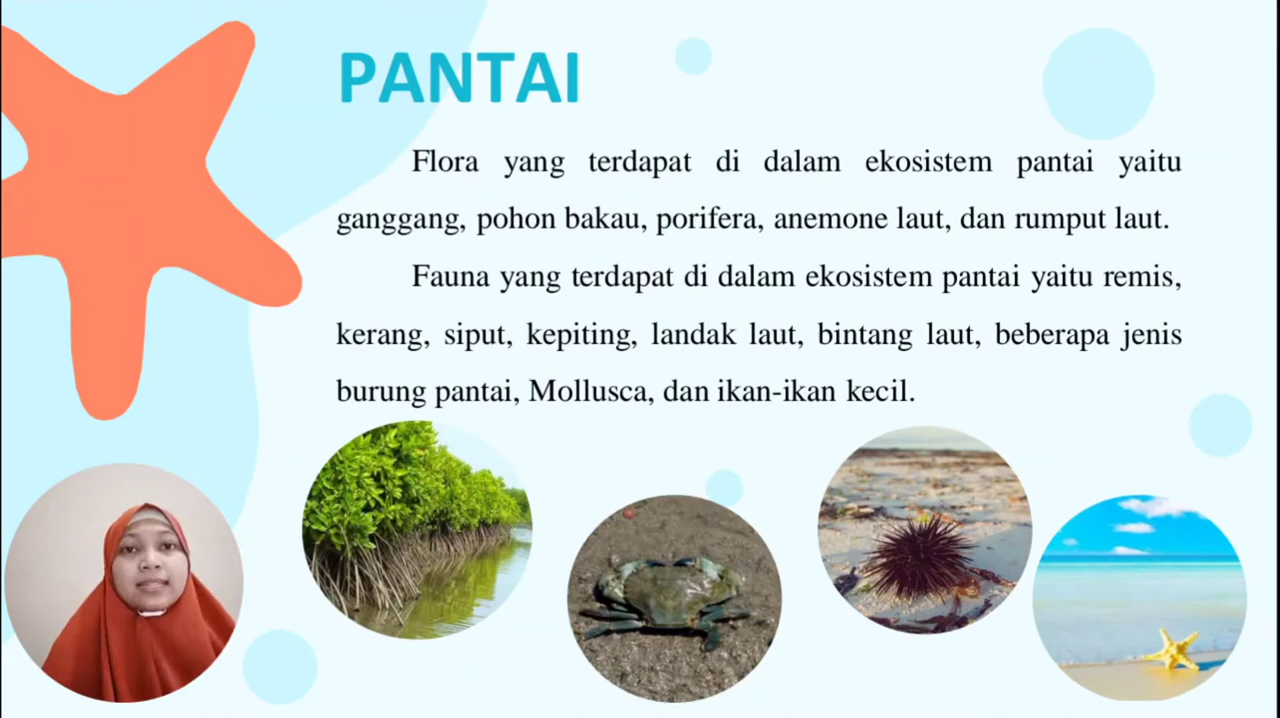 PANTAI
Flora yang terdapat di dalam ekosistem pantai yaitu
ganggang, pohon bakau, porifera, anemone laut, dan rumput laut.
Fauna yang terdapat di dalam ekosistem pantai yaitu remis,
kerang, siput, kepiting, landak laut, bintang laut, beberapa jenis
burung pantai, Mollusca, dan ikan-ikan kecil.